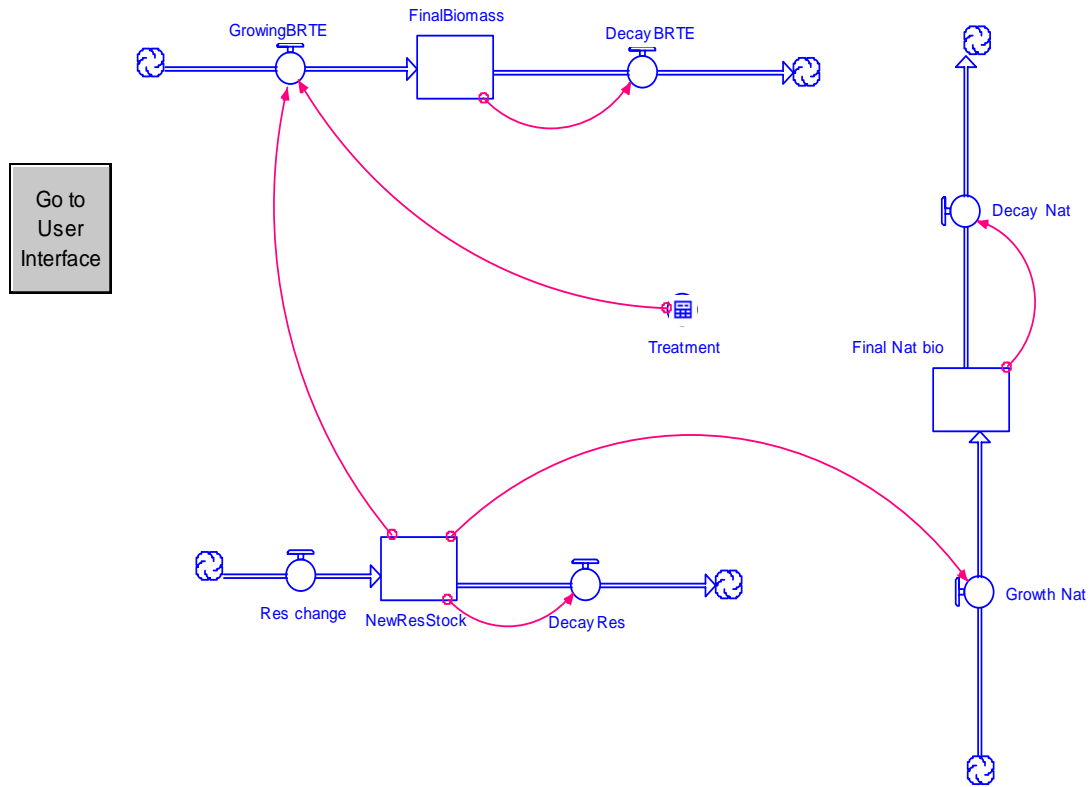 FinalBiomass
GrowingBRTE
Decay BRTE
Go to
User
Interface
Decay Nat
Treatment
Final Nat bio
Growth Nat
Res change
NewResStock
Decay Res